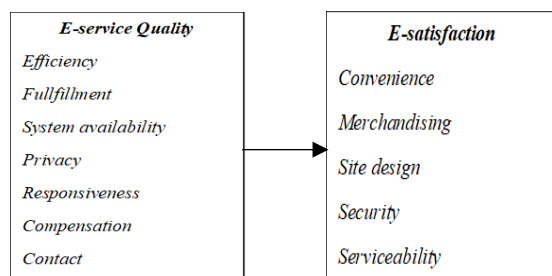 E-service Quality
Efficiency
Fullfillment
System availability
Privacy
Responsiveness
Compensation
Contact
E-satisfaction
Convenience
Merchandising
Site design
Security
Serviceability